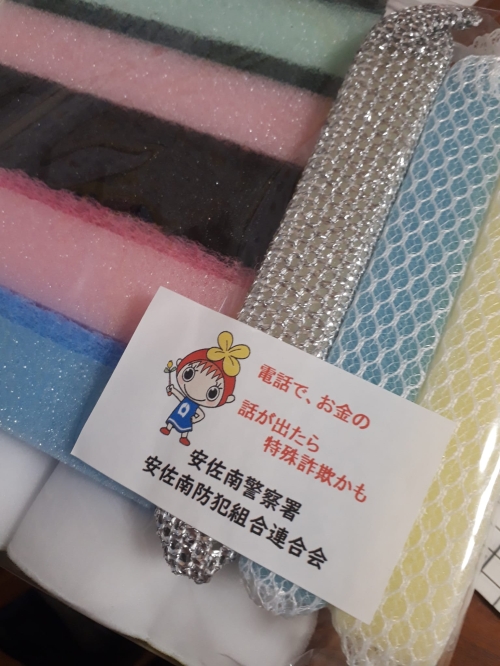 電話で、お金の
話が出たら
特殊詐欺かも
安佐南警察署
安佐南防犯組合連合会